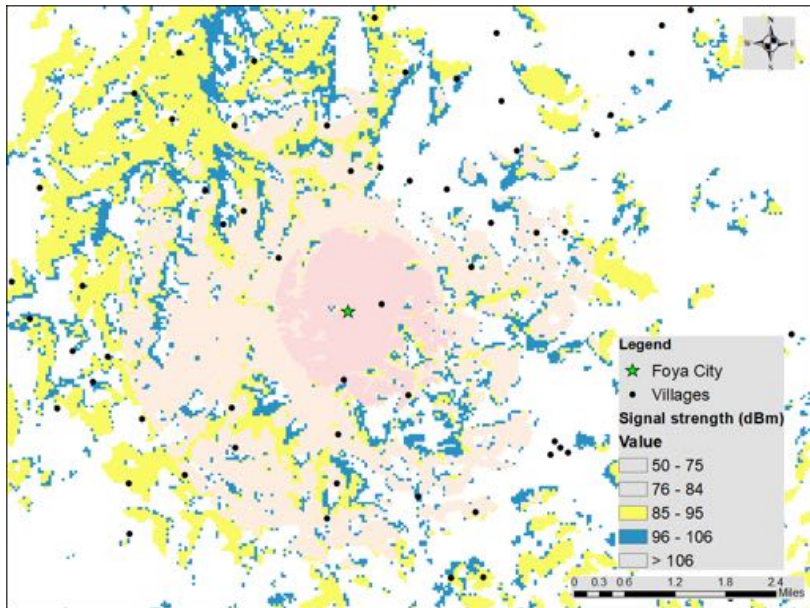 N
W E
S
Legend
Foya City
Villages
Signal strength (dBm)
Value
50 - 75
76 - 84
85 - 95
96 - 106
> 106
0 0.3 0.6 1.2 1.8 2.4
Miles